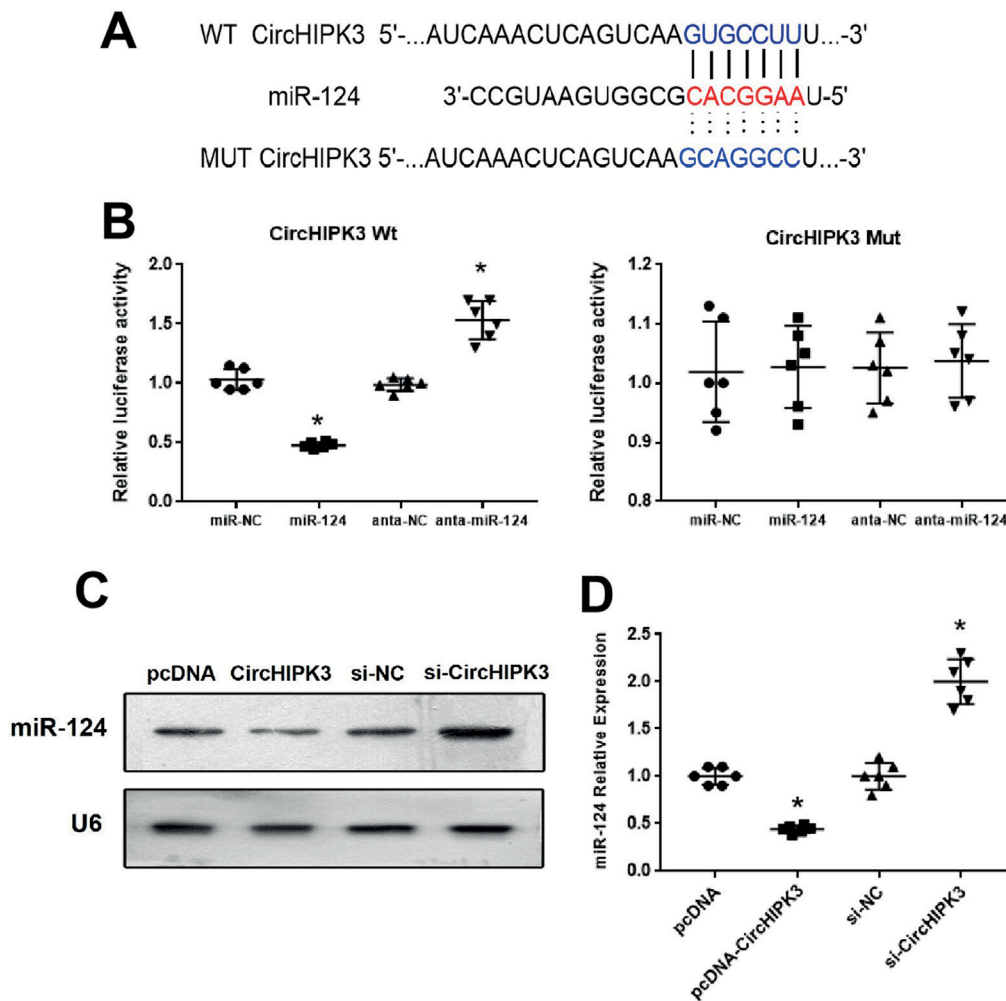 A
WT CircHIPK3 5'-...AUCAAACUCAGUCAAGUGCCUUU...-3'
miR-124 3'-CCGUAAGUGGCGCACGGAAU-5'
MUT CircHIPK3 5'-...AUCAAACUCAGUCAAGCAGGCCU...-3'
B
CircHIPK3 Wt
Relative luciferase activity
2.0
1.5
1.0
0.5
0.0
*
*
miR-NC miR-124 anta-NC anta-miR-124
CircHIPK3 Mut
Relative luciferase activity
1.2
1.1
1.0
0.9
0.8
miR-NC miR-124 anta-NC anta-miR-124
C
pcDNA CircHIPK3 si-NC si-CircHIPK3
miR-124
U6
D
miR-124 Relative Expression
2.5
2.0
1.5
1.0
0.5
0.0
*
*
pcDNA
pcDNA-CircHIPK3
si-NC
si-CircHIPK3